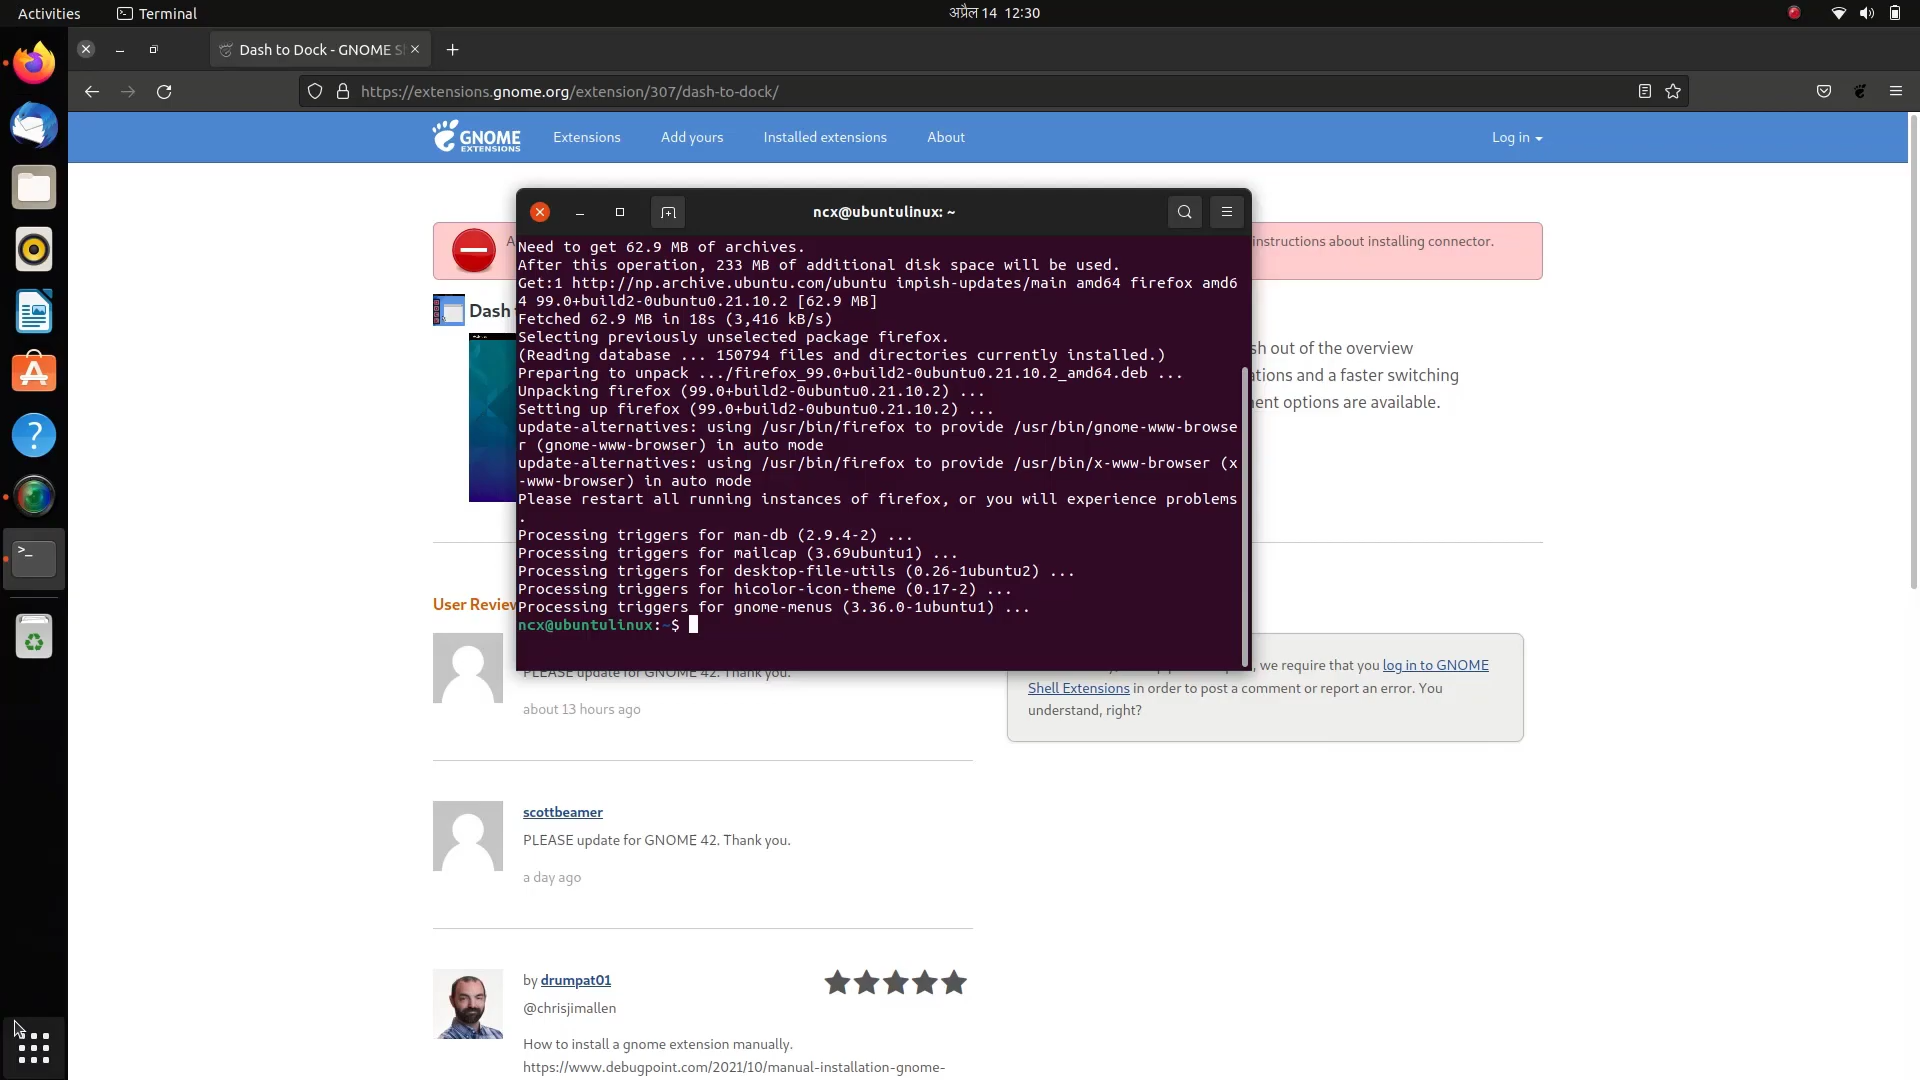 Activities
Terminal
अप्रैल 14 12:30
Dash to Dock - GNOME S
https://extensions.gnome.org/extension/307/dash-to-dock/
GNOME
EXTENSIONS
Extensions
Add yours
Installed extensions
About
Log in
ncx@ubuntulinux: ~
instructions about installing connector.
Dash
Need to get 62.9 MB of archives.
After this operation, 233 MB of additional disk space will be used.
Get:1 http://np.archive.ubuntu.com/ubuntu impish-updates/main amd64 firefox amd6
4 99.0+build2-0ubuntu0.21.10.2 [62.9 MB]
Fetched 62.9 MB in 18s (3,416 kB/s)
Selecting previously unselected package firefox.
(Reading database ... 150794 files and directories currently installed.)
Preparing to unpack .../firefox_99.0+build2-0ubuntu0.21.10.2_amd64.deb ...
Unpacking firefox (99.0+build2-0ubuntu0.21.10.2) ...
Setting up firefox (99.0+build2-0ubuntu0.21.10.2) ...
update-alternatives: using /usr/bin/firefox to provide /usr/bin/gnome-www-browse
r (gnome-www-browser) in auto mode
update-alternatives: using /usr/bin/firefox to provide /usr/bin/x-www-browser (x
-www-browser) in auto mode
Please restart all running instances of firefox, or you will experience problems
.
Processing triggers for man-db (2.9.4-2) ...
Processing triggers for mailcap (3.69ubuntu1) ...
Processing triggers for desktop-file-utils (0.26-1ubuntu2) ...
Processing triggers for hicolor-icon-theme (0.17-2) ...
Processing triggers for gnome-menus (3.36.0-1ubuntu1) ...
ncx@ubuntulinux:~$
sh out of the overview
ations and a faster switching
ent options are available.
User Review
PLEASE update for GNOME 42. Thank you.
about 13 hours ago
, we require that you log in to GNOME
Shell Extensions in order to post a comment or report an error. You
understand, right?
scottbeamer
PLEASE update for GNOME 42. Thank you.
a day ago
by drumpat01
@chrisjimallen
How to install a gnome extension manually.
https://www.debugpoint.com/2021/10/manual-installation-gnome-